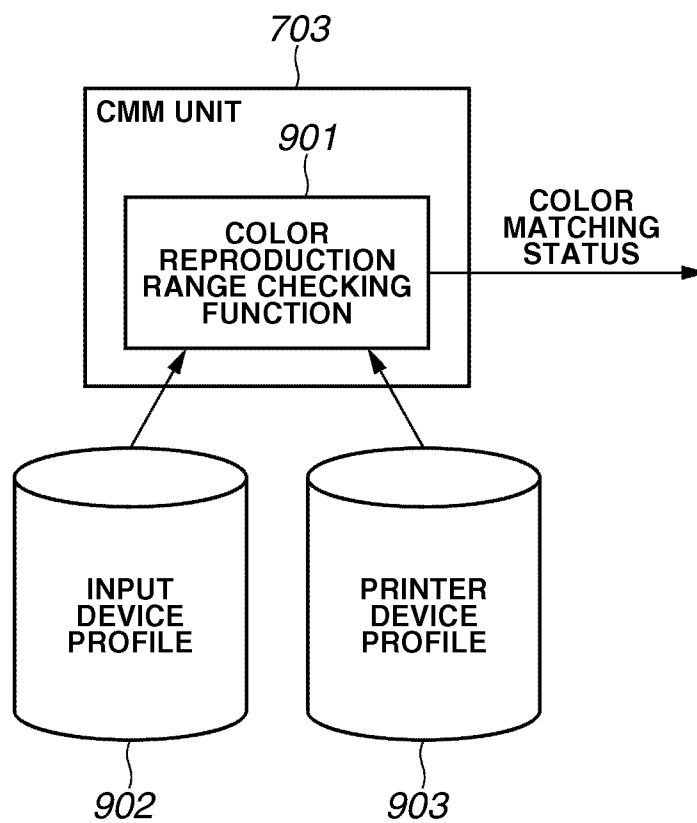 703
CMM UNIT
901
COLOR
REPRODUCTION
RANGE CHECKING
FUNCTION
COLOR
MATCHING
STATUS
INPUT
DEVICE
PROFILE
PRINTER
DEVICE
PROFILE
902
903